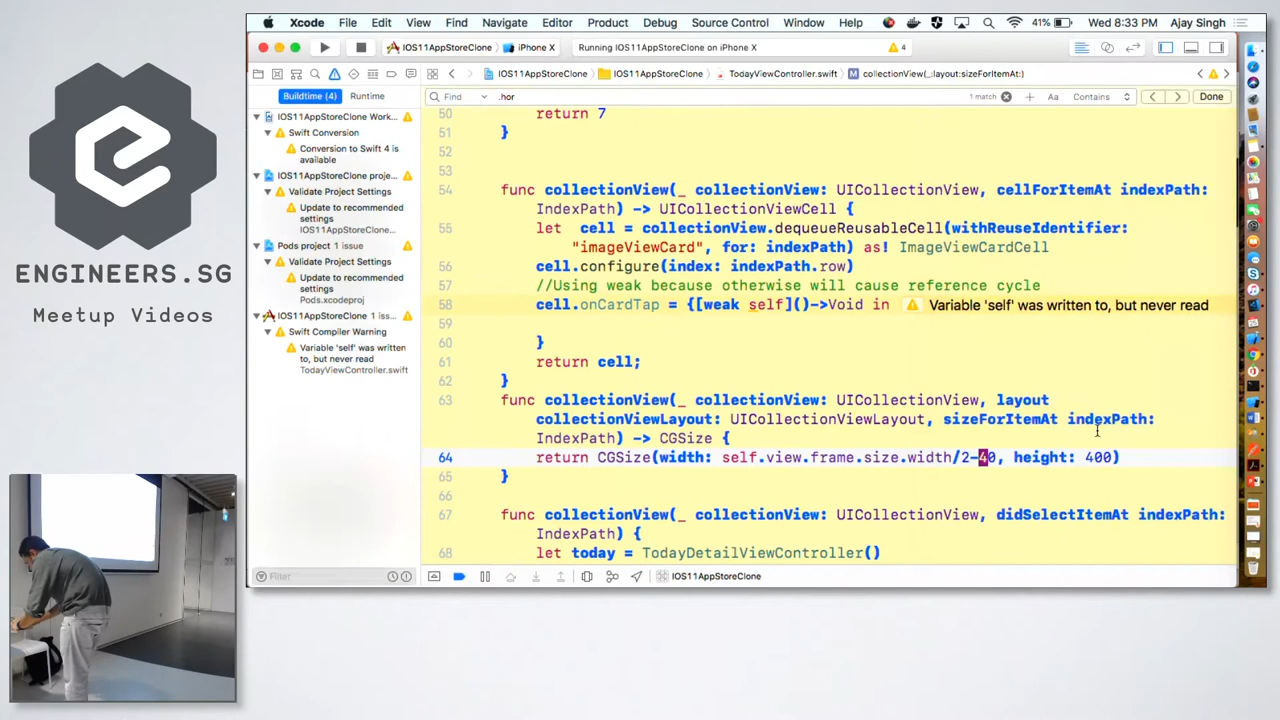 Xcode File Edit View Find Navigate Editor Product Debug Source Control Window Help 41% Wed 8:33 PM Ajay Singh
IOS11AppStoreClone iPhone X Running IOS11AppStoreClone on iPhone X 4
IOS11AppStoreClone IOS11AppStoreClone TodayViewController.swift M collectionView(_:layout:sizeForItemAt:)
Buildtime (4) Runtime
Find .hor 1 match Aa Contains Done
IOS11AppStoreClone Work...
Swift Conversion
Conversion to Swift 4 is
available
IOS11AppStoreClone proje...
Validate Project Settings
Update to recommended
settings
IOS11AppStoreClone...
Pods project 1 issue
Validate Project Settings
Update to recommended
settings
Pods.xcodeproj
IOS11AppStoreClone 1 iss...
Swift Compiler Warning
Variable 'self' was written
to, but never read
TodayViewController.swift
Filter
50 return 7
51 }
52
53
54 func collectionView(_ collectionView: UICollectionView, cellForItemAt indexPath:
IndexPath) -> UICollectionViewCell {
55 let cell = collectionView.dequeueReusableCell(withReuseIdentifier:
"imageViewCard", for: indexPath) as! ImageViewCardCell
56 cell.configure(index: indexPath.row)
57 //Using weak because otherwise will cause reference cycle
58 cell.onCardTap = {[weak self]()->Void in Variable 'self' was written to, but never read
59
60 }
61 return cell;
62 }
63 func collectionView(_ collectionView: UICollectionView, layout
collectionViewLayout: UICollectionViewLayout, sizeForItemAt indexPath:
IndexPath) -> CGSize {
64 return CGSize(width: self.view.frame.size.width/2-40, height: 400)
65 }
66
67 func collectionView(_ collectionView: UICollectionView, didSelectItemAt indexPath:
IndexPath) {
68 let today = TodayDetailViewController()
IOS11AppStoreClone
ENGINEERS.SG
Meetup Videos